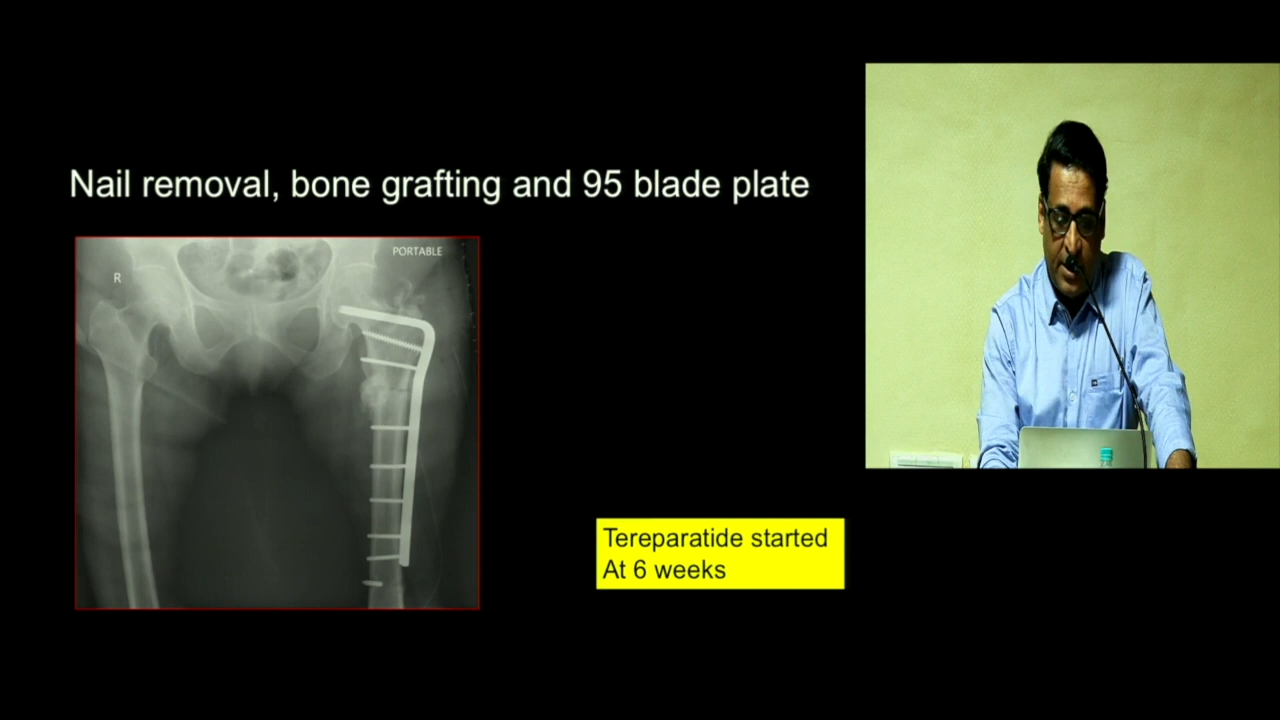 Nail removal, bone grafting and 95 blade plate
PORTABLE
R
Tereparatide started
At 6 weeks